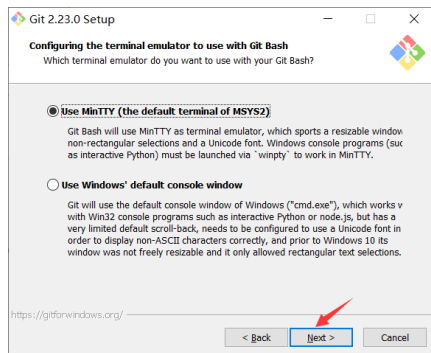 Git 2.23.0 Setup
Configuring the terminal emulator to use with Git Bash
Which terminal emulator do you want to use with your Git Bash?
Use MinTTY (the default terminal of MSYS2)
Git Bash will use MinTTY as terminal emulator, which sports a resizable window
non-rectangular selections and a Unicode font. Windows console programs (suc
as interactive Python) must be launched via `winpty` to work in MinTTY.
Use Windows' default console window
Git will use the default console window of Windows ("cmd.exe"), which works
with Win32 console programs such as interactive Python or node.js, but has a
very limited default scroll-back, needs to be configured to use a Unicode font in
order to display non-ASCII characters correctly, and prior to Windows 10 its
window was not freely resizable and it only allowed rectangular text selections.
https://gitforwindows.org/
< Back
Next >
Cancel